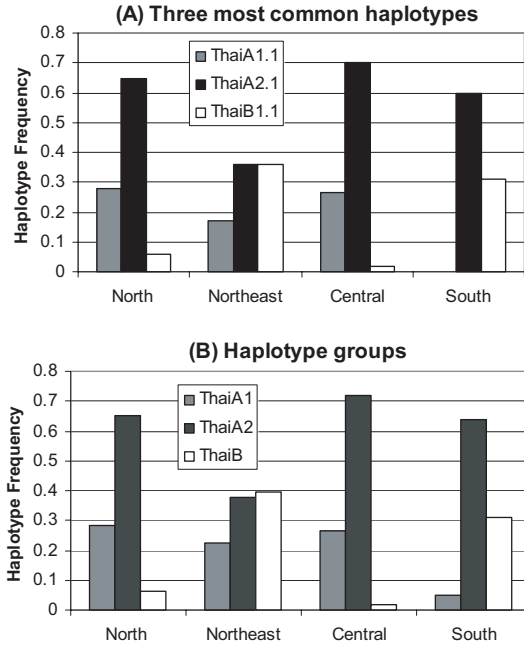 (A) Three most common haplotypes
Haplotype Frequency
0.8
0.7
0.6
0.5
0.4
0.3
0.2
0.1
0
ThaiA1.1
ThaiA2.1
ThaiB1.1
North Northeast Central South
(B) Haplotype groups
Haplotype Frequency
0.8
0.7
0.6
0.5
0.4
0.3
0.2
0.1
0
ThaiA1
ThaiA2
ThaiB
North Northeast Central South